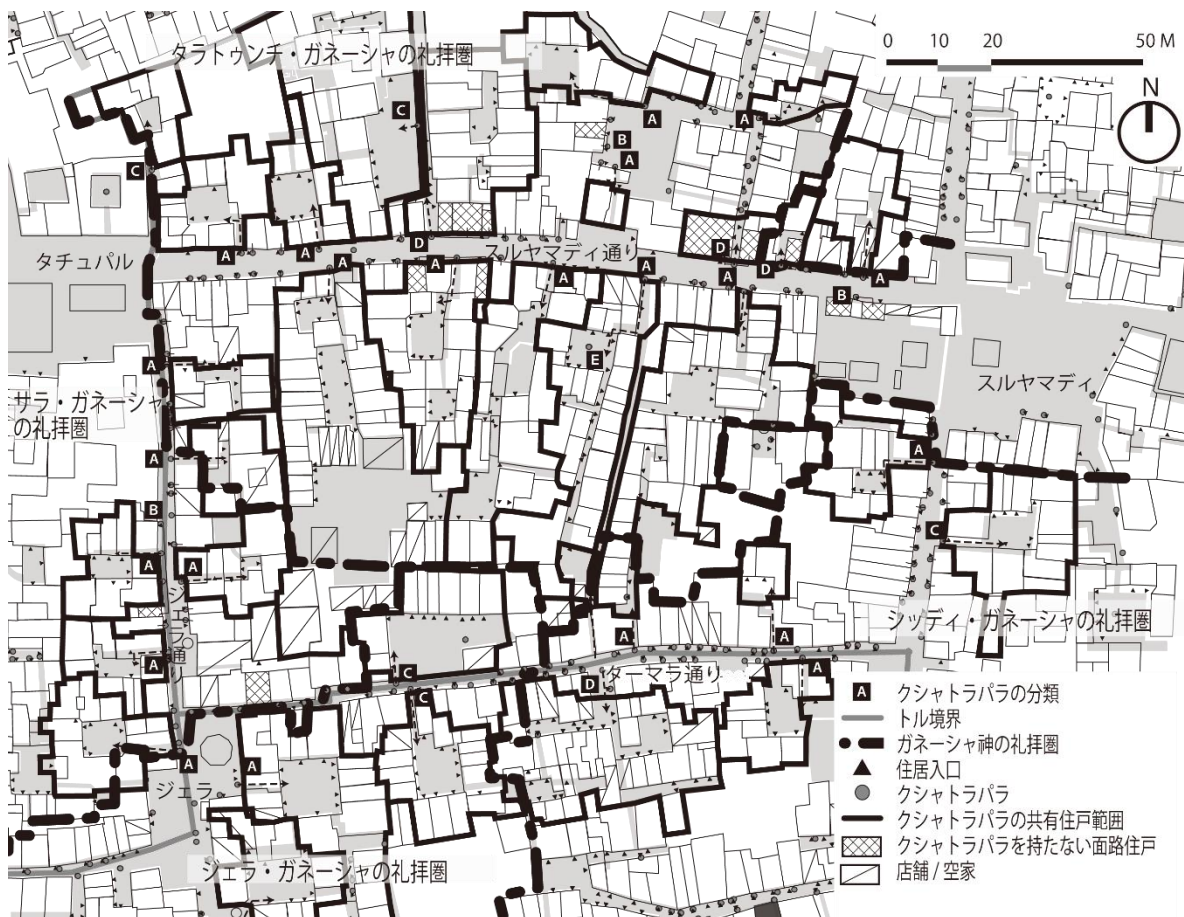 タラトゥンチ・ガネーシャの礼拝圏
0 10 20 50 M
N
C
A
A
B
A
C
A
A
D
スルヤマディ通り
D
D
タチュパル
A
A
A
A
A
A
B
A
E
スルヤマディ
サラ・ガネーシャ
の礼拝圏
A
A
A
B
C
A
A
ジェラ通り
シッディ・ガネーシャの礼拝圏
A
A
A
A
C
C
D
ターマラ通り
A
A
ジェラ
ジェラ・ガネーシャの礼拝圏
A クシャトラパラの分類
トル境界
ガネーシャ神の礼拝圏
住居入口
クシャトラパラ
クシャトラパラの共有住戸範囲
クシャトラパラを持たない面路住戸
店舗 / 空家